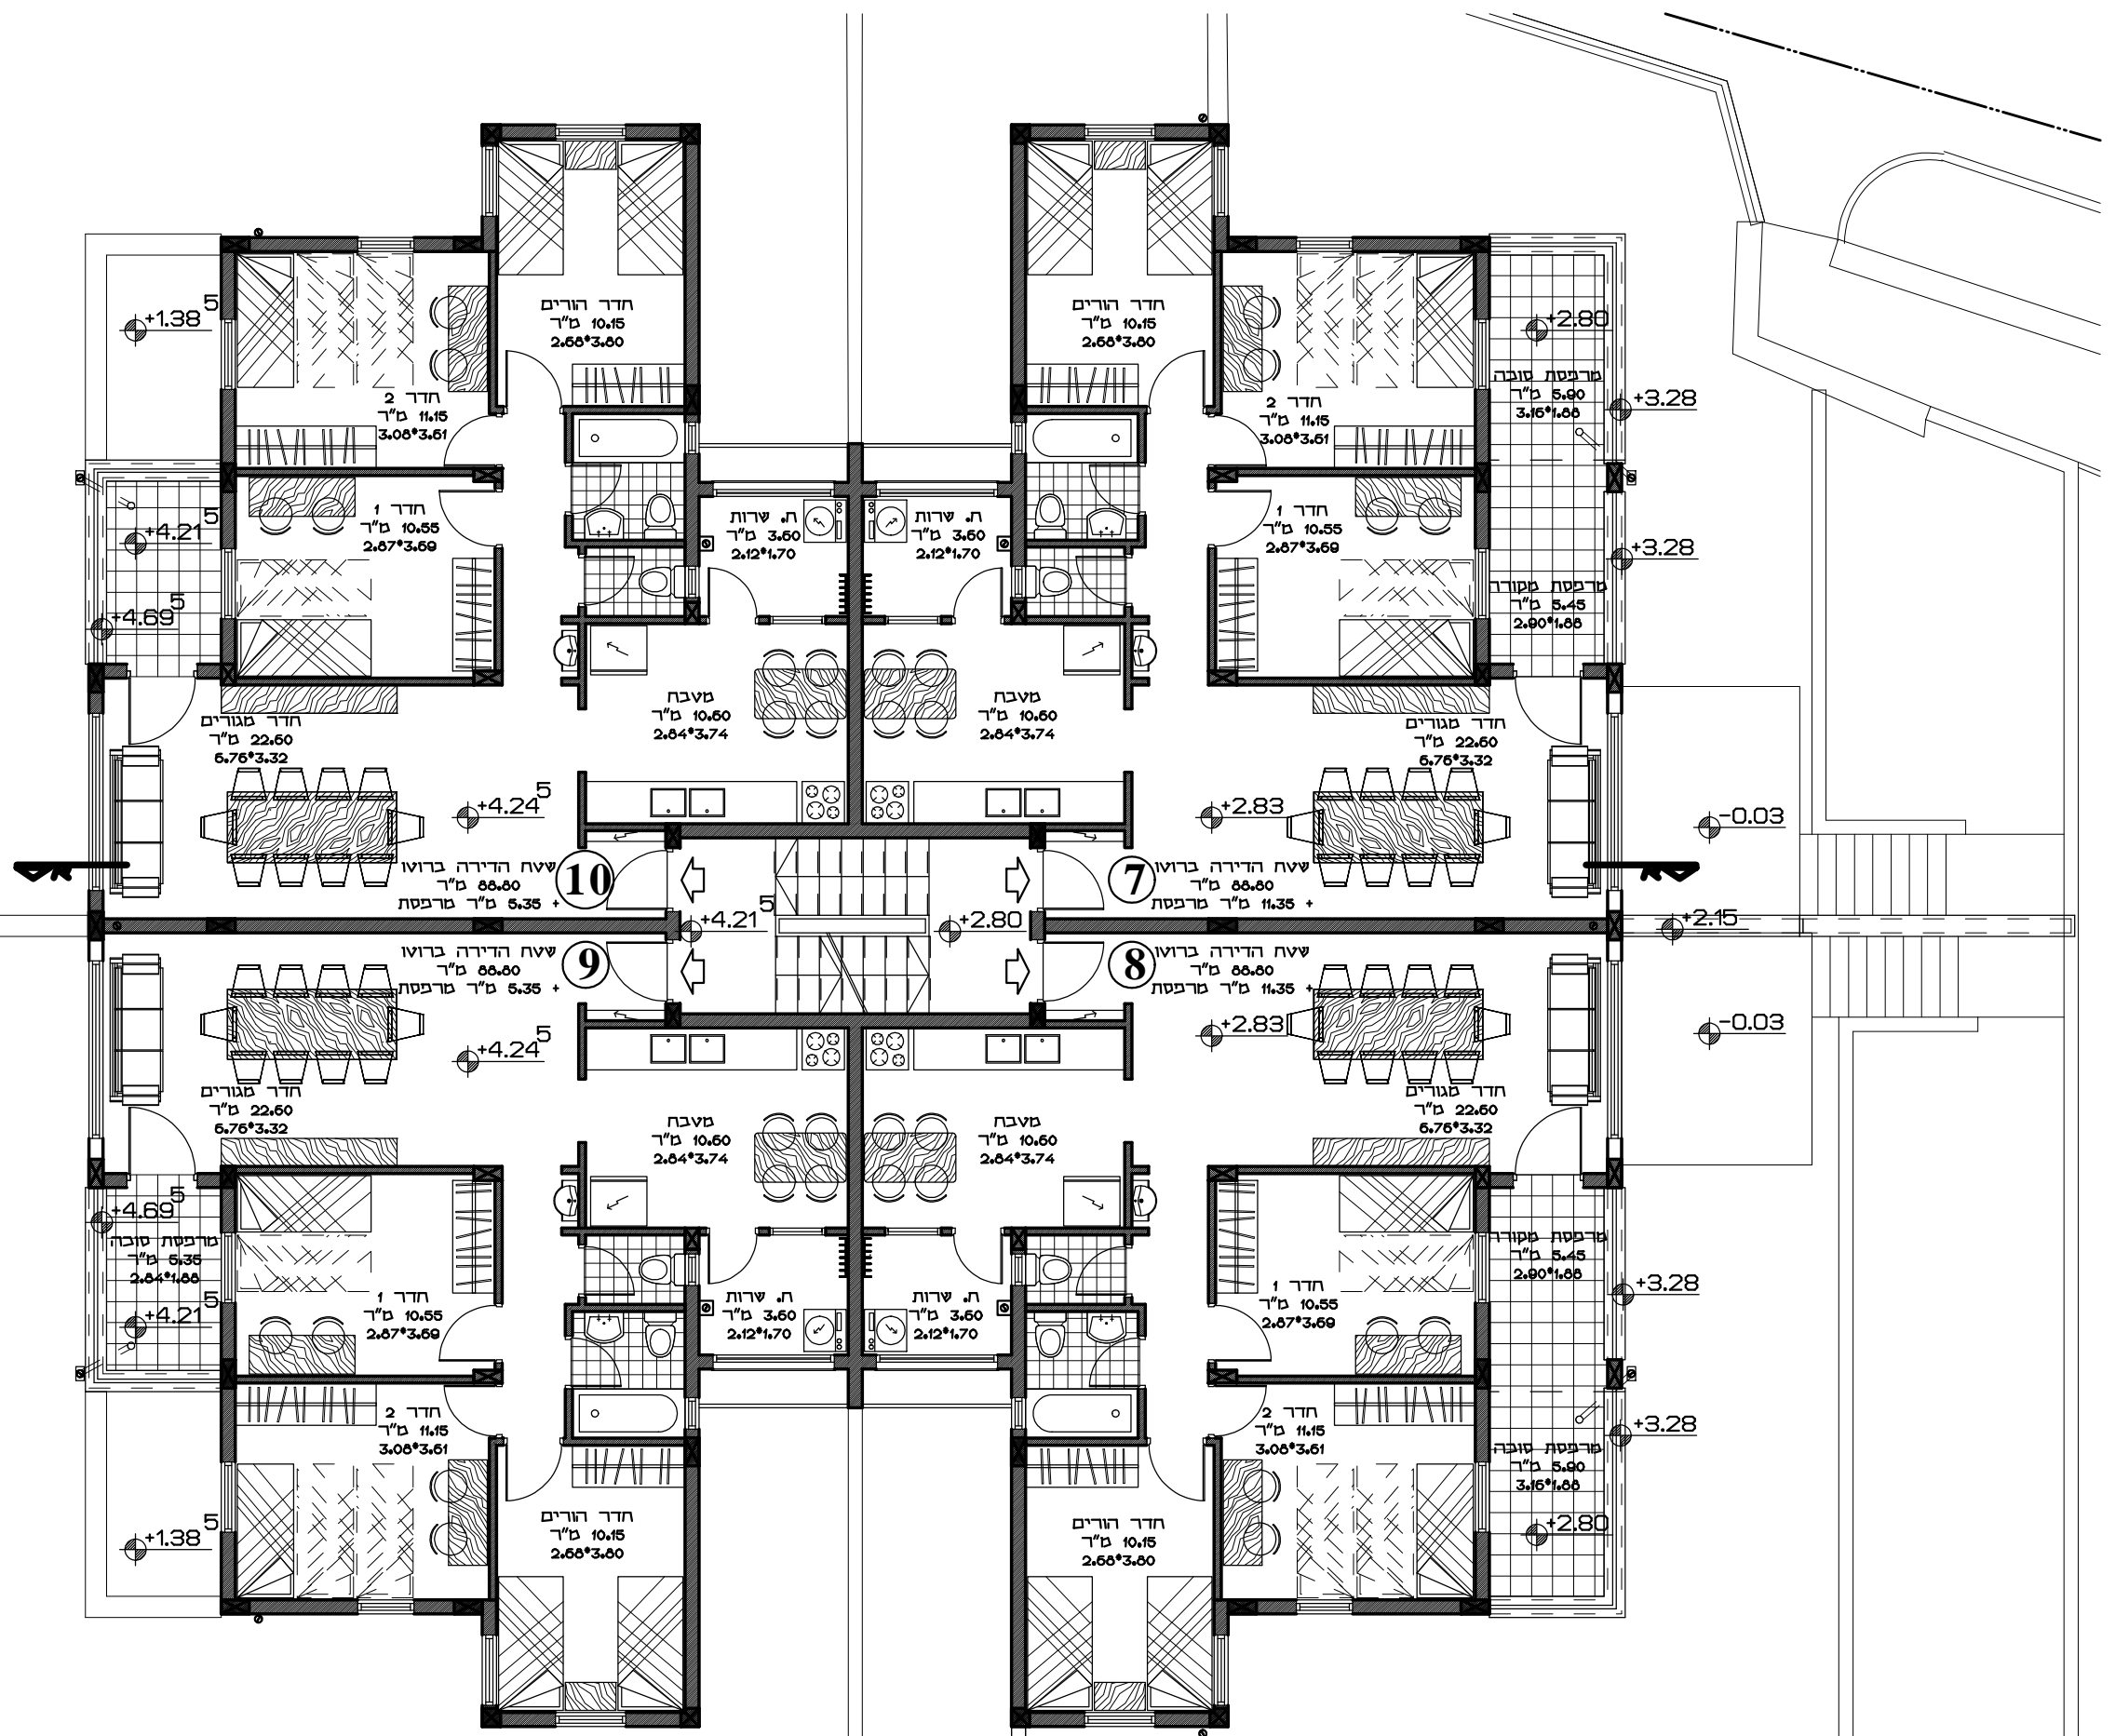 חדר הורים
10.15 מ"ר
2.68*3.80
חדר הורים
10.15 מ"ר
2.68*3.80
+1.38 5
חדר 2
11.15 מ"ר
3.08*3.61
חדר 2
11.15 מ"ר
3.08*3.61
+2.80
מרפסת סוכה
5.90 מ"ר
3.16*1.88
+3.28
+4.21 5
חדר 1
10.55 מ"ר
2.87*3.69
ח. שרות
3.60 מ"ר
2.12*1.70
ח. שרות
3.60 מ"ר
2.12*1.70
חדר 1
10.55 מ"ר
2.87*3.69
+3.28
+4.69 5
מרפסת מקורה
5.45 מ"ר
2.90*1.88
חדר מגורים
22.60 מ"ר
6.76*3.32
מטבח
10.60 מ"ר
2.84*3.74
מטבח
10.60 מ"ר
2.84*3.74
חדר מגורים
22.60 מ"ר
6.76*3.32
+4.24 5
+2.83
-0.03
שטח הדירה ברוטו
88.80 מ"ר
+ 5.35 מ"ר מרפסת
10
7
שטח הדירה ברוטו
88.80 מ"ר
+ 11.35 מ"ר מרפסת
א
א
+4.21 5
+2.80
+2.15
שטח הדירה ברוטו
88.80 מ"ר
+ 5.35 מ"ר מרפסת
9
8
שטח הדירה ברוטו
88.80 מ"ר
+ 11.35 מ"ר מרפסת
+4.24 5
+2.83
-0.03
חדר מגורים
22.60 מ"ר
6.76*3.32
מטבח
10.60 מ"ר
2.84*3.74
מטבח
10.60 מ"ר
2.84*3.74
חדר מגורים
22.60 מ"ר
6.76*3.32
+4.69 5
מרפסת סוכה
5.35 מ"ר
2.84*1.88
+4.21 5
חדר 1
10.55 מ"ר
2.87*3.69
ח. שרות
3.60 מ"ר
2.12*1.70
ח. שרות
3.60 מ"ר
2.12*1.70
חדר 1
10.55 מ"ר
2.87*3.69
מרפסת מקורה
5.45 מ"ר
2.90*1.88
+3.28
חדר 2
11.15 מ"ר
3.08*3.61
חדר 2
11.15 מ"ר
3.08*3.61
+3.28
מרפסת סוכה
5.90 מ"ר
3.16*1.88
+1.38 5
חדר הורים
10.15 מ"ר
2.68*3.80
חדר הורים
10.15 מ"ר
2.68*3.80
+2.80